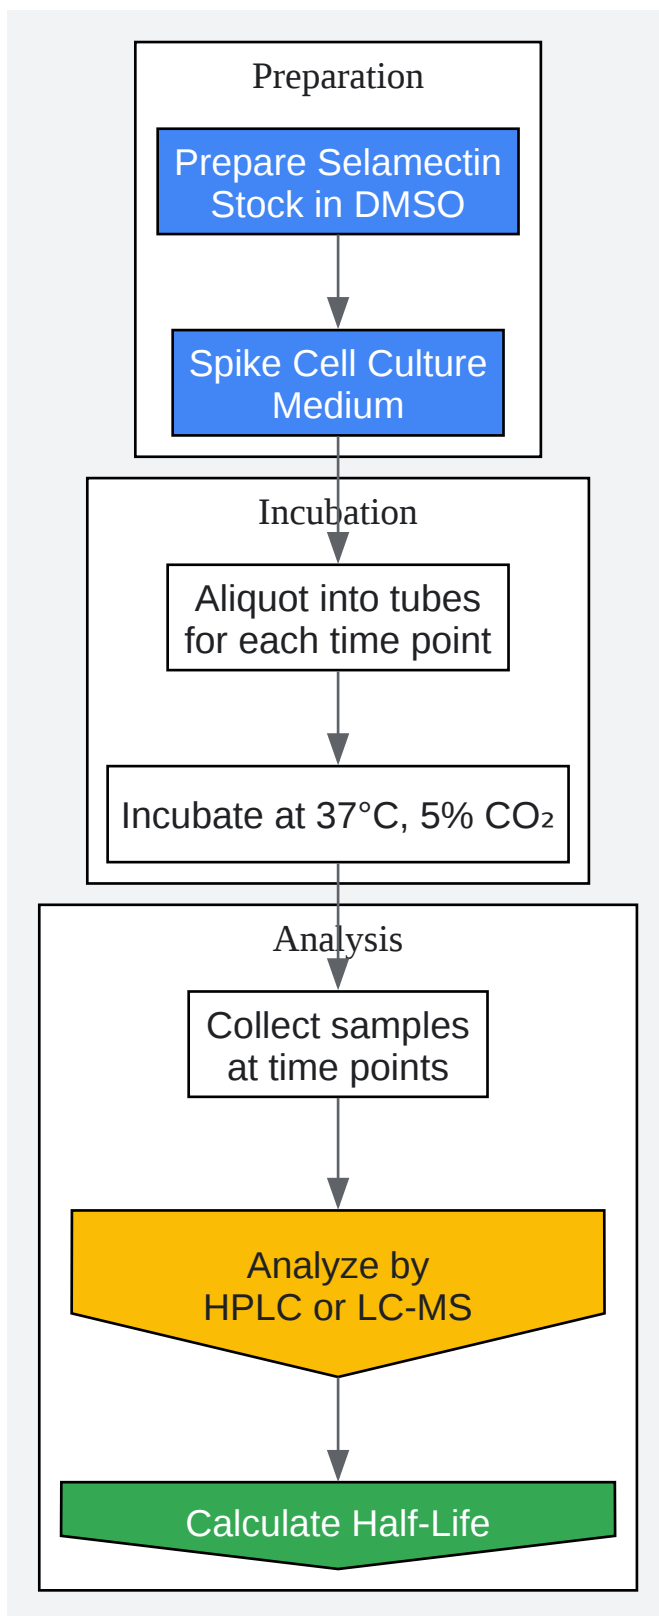 Preparation
Prepare Selamectin
Stock in DMSO
Spike Cell Culture
Medium
Incubation
Aliquot into tubes
for each time point
Incubate at 37°C, 5% CO₂
Analysis
Collect samples
at time points
Analyze by
HPLC or LC-MS
Calculate Half-Life